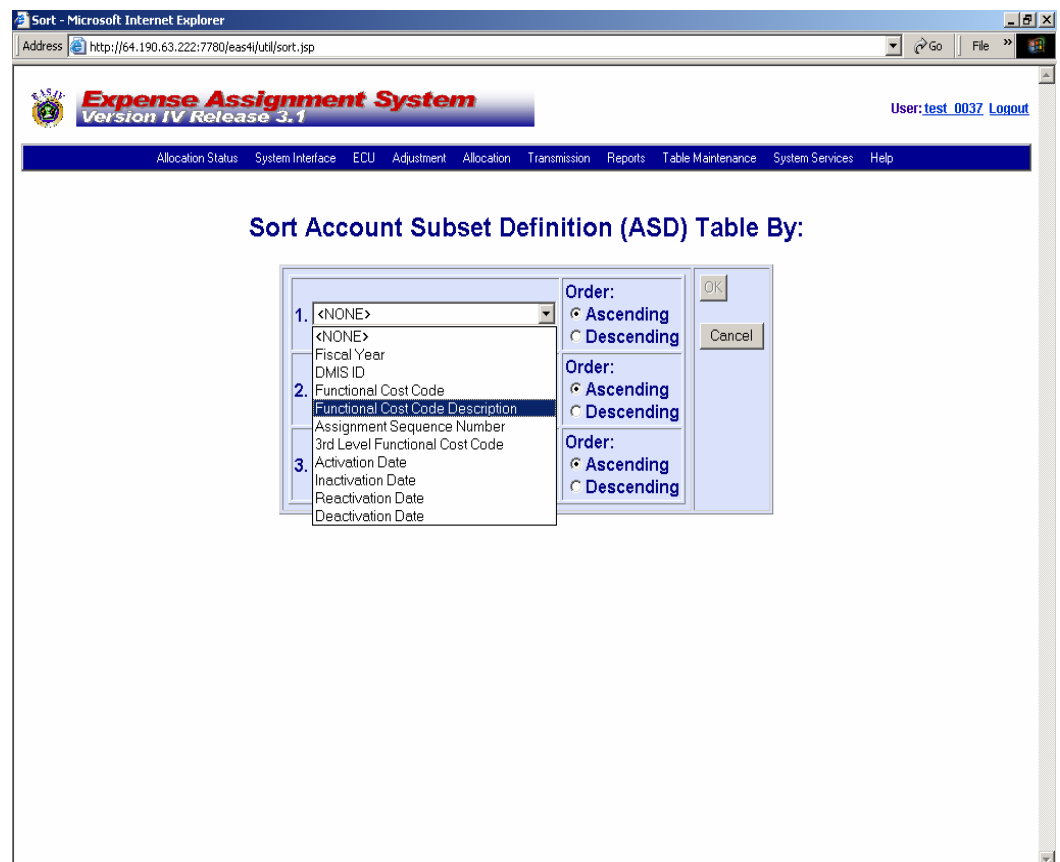 Sort - Microsoft Internet Explorer
Address http://64.190.63.222:7780/eas4i/util/sort.jsp Go File »
Expense Assignment System
Version IV Release 3.1
User: test_0037 Logout
Allocation Status System Interface ECU Adjustment Allocation Transmission Reports Table Maintenance System Services Help
Sort Account Subset Definition (ASD) Table By:
1. <NONE>
Order:
Ascending
Descending
OK
Cancel
<NONE>
Fiscal Year
DMIS ID
Functional Cost Code
Functional Cost Code Description
Assignment Sequence Number
3rd Level Functional Cost Code
Activation Date
Inactivation Date
Reactivation Date
Deactivation Date
2.
Order:
Ascending
Descending
3.
Order:
Ascending
Descending